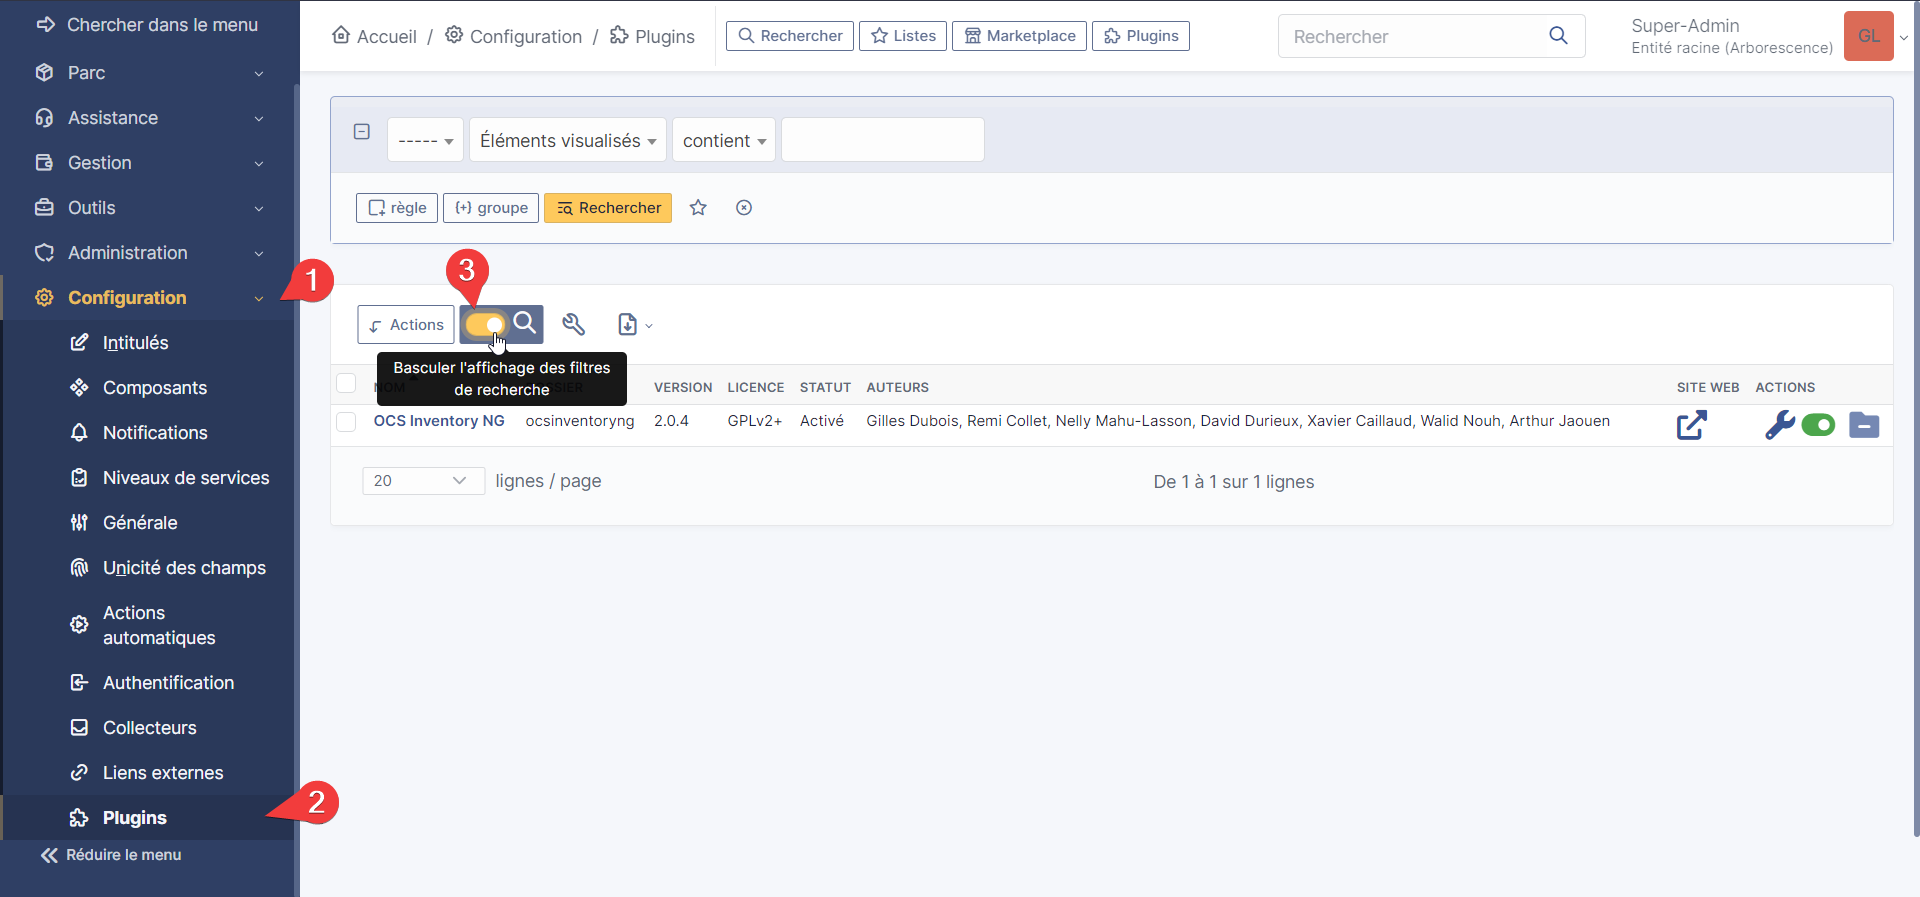 Chercher dans le menu
Parc
Assistance
Gestion
Outils
Administration
Configuration
1
Intitulés
Composants
Notifications
Niveaux de services
Générale
Unicité des champs
Actions
automatiques
Authentification
Collecteurs
Liens externes
Plugins
2
Réduire le menu
Accueil / Configuration / Plugins
Rechercher
Listes
Marketplace
Plugins
Rechercher
Super-Admin
Entité racine (Arborescence)
GL
-----
Éléments visualisés
contient
règle
(+) groupe
Rechercher
3
Actions
Basculer l'affichage des filtres
de recherche
NOM
DOSSIER
VERSION
LICENCE
STATUT
AUTEURS
SITE WEB
ACTIONS
OCS Inventory NG
ocsinventoryng
2.0.4
GPLv2+
Activé
Gilles Dubois, Remi Collet, Nelly Mahu-Lasson, David Durieux, Xavier Caillaud, Walid Nouh, Arthur Jaouen
20
lignes / page
De 1 à 1 sur 1 lignes